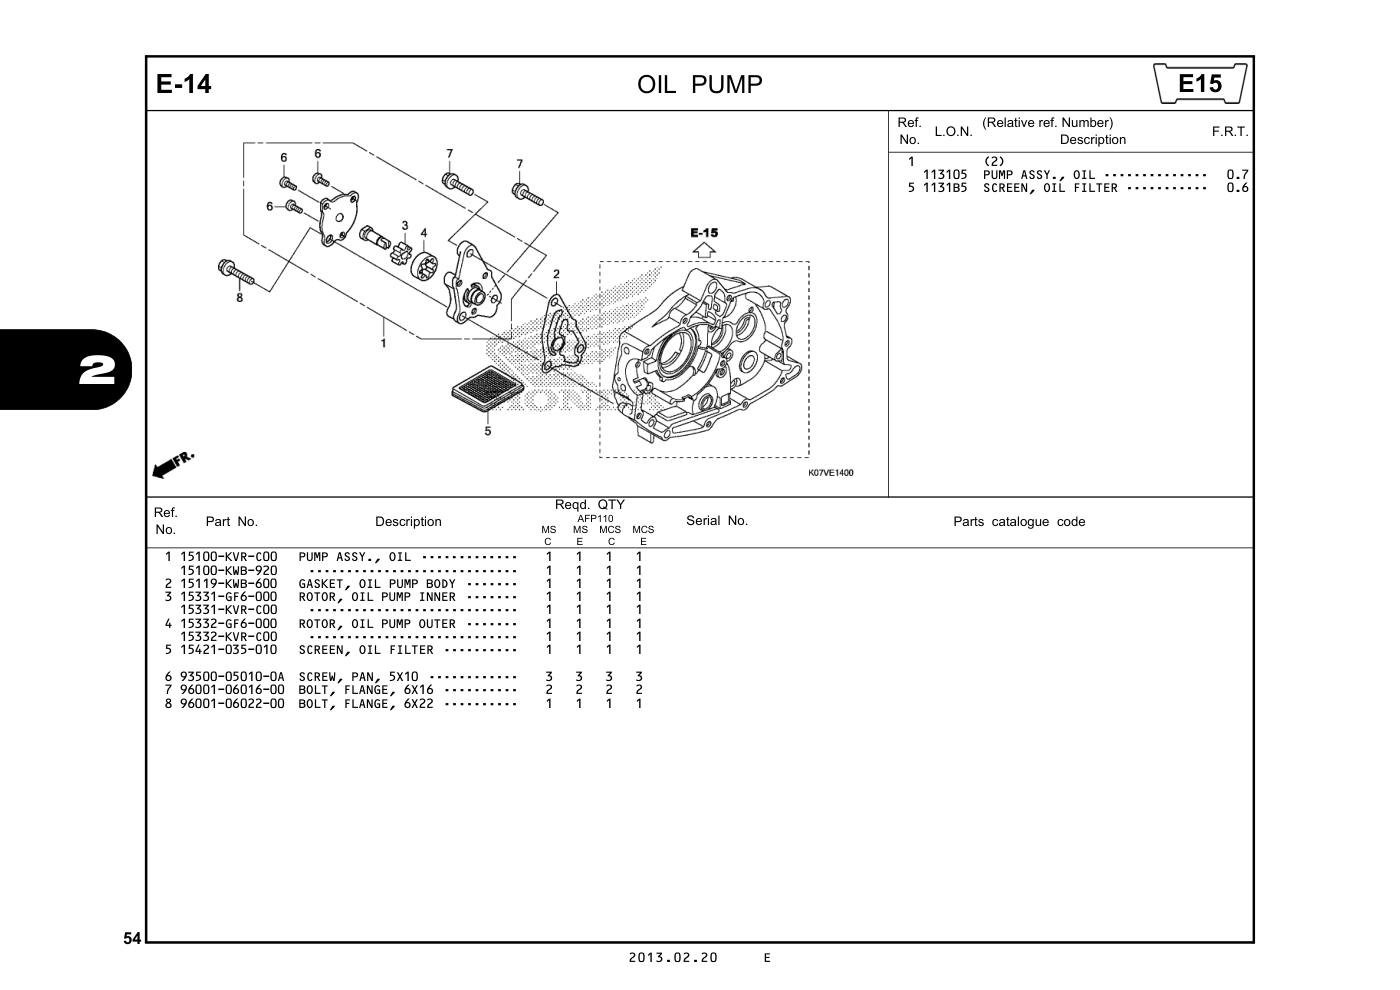 E-14 OIL PUMP E15
6 6 7 7
6
3 4
E-15
2
8
1
5
HONDA
FR.
K07VE1400
Ref. No. L.O.N. (Relative ref. Number) Description F.R.T.
1 (2)
113105 PUMP ASSY., OIL -------------- 0.7
5 1131B5 SCREEN, OIL FILTER ----------- 0.6
2
Ref. No. Part No. Description Reqd. QTY Serial No. Parts catalogue code
AFP110
MS MS MCS MCS
C E C E
1 15100-KVR-C00 PUMP ASSY., OIL ------------- 1 1 1 1
15100-KWB-920 ---------------------------- 1 1 1 1
2 15119-KWB-600 GASKET, OIL PUMP BODY ------- 1 1 1 1
3 15331-GF6-000 ROTOR, OIL PUMP INNER ------- 1 1 1 1
15331-KVR-C00 ---------------------------- 1 1 1 1
4 15332-GF6-000 ROTOR, OIL PUMP OUTER ------- 1 1 1 1
15332-KVR-C00 ---------------------------- 1 1 1 1
5 15421-035-010 SCREEN, OIL FILTER ---------- 1 1 1 1
6 93500-05010-0A SCREW, PAN, 5X10 ------------ 3 3 3 3
7 96001-06016-00 BOLT, FLANGE, 6X16 ---------- 2 2 2 2
8 96001-06022-00 BOLT, FLANGE, 6X22 ---------- 1 1 1 1
54
2013.02.20 E